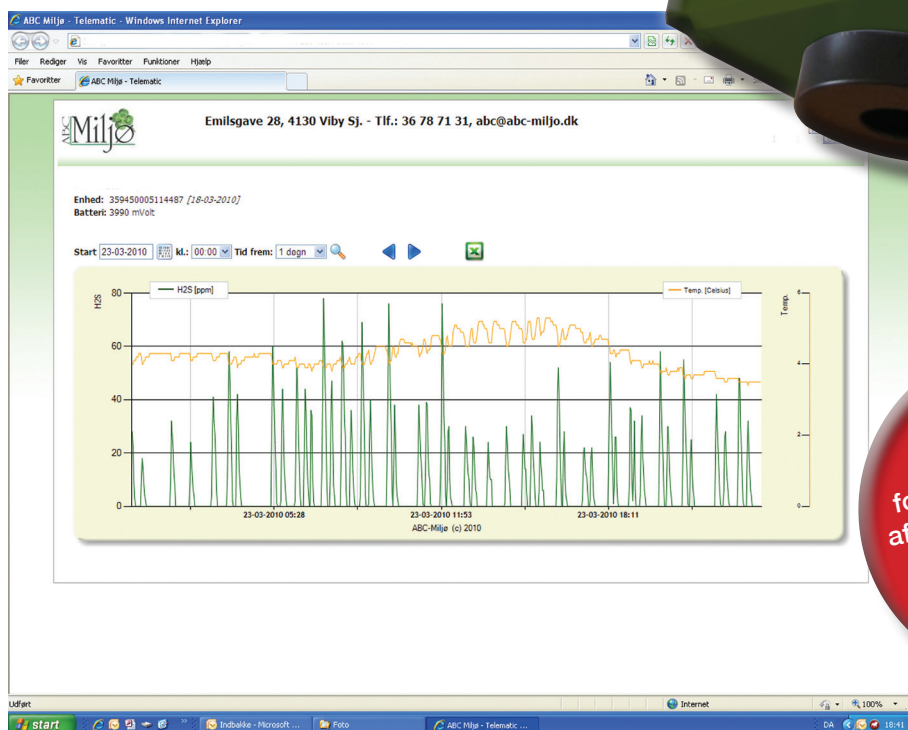 ABC Miljø - Telematic - Windows Internet Explorer
Filer Rediger Vis Favoritter Funktioner Hjælp
Favoritter ABC Miljø - Telematic
ABC Miljø
Emilsgave 28, 4130 Viby Sj. - Tlf.: 36 78 71 31, abc@abc-miljo.dk
Enhed: 359450005114487 [18-03-2010]
Batteri: 3990 mVolt
Start 23-03-2010 kl.: 00:00 Tid frem: 1 døgn
H2S
80
60
40
20
0
H2S [ppm]
Temp. [Celsius]
Temp.
6
4
2
0
23-03-2010 05:28 23-03-2010 11:53 23-03-2010 18:11
ABC-Miljø (c) 2010
Udført Internet 100%
start Indbakke - Microsoft ... Foto ABC Miljø - Telematic ... DA 18:41